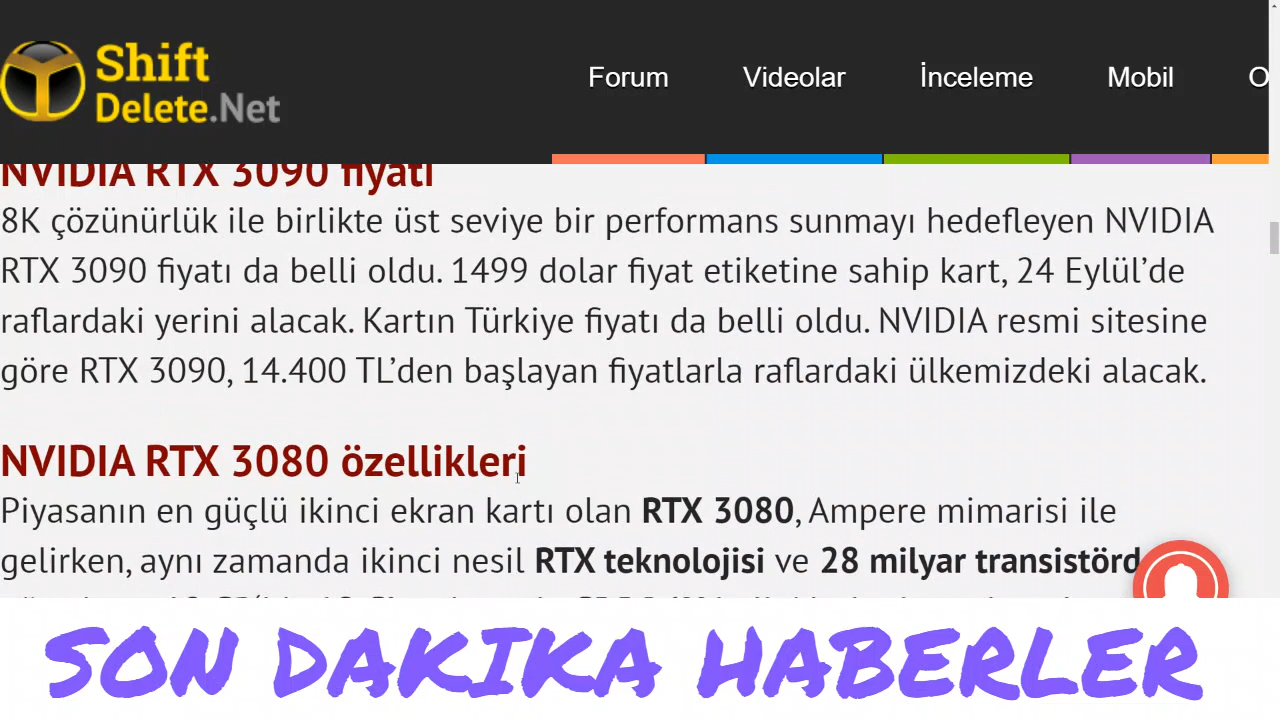 Shift
Delete.Net
Forum Videolar İnceleme Mobil
NVIDIA RTX 3090 fiyatı
8K çözünürlük ile birlikte üst seviye bir performans sunmayı hedefleyen NVIDIA
RTX 3090 fiyatı da belli oldu. 1499 dolar fiyat etiketine sahip kart, 24 Eylül’de
raflardaki yerini alacak. Kartın Türkiye fiyatı da belli oldu. NVIDIA resmi sitesine
göre RTX 3090, 14.400 TL’den başlayan fiyatlarla raflardaki ülkemizdeki alacak.
NVIDIA RTX 3080 özellikleri
Piyasanın en güçlü ikinci ekran kartı olan RTX 3080, Ampere mimarisi ile
gelirken, aynı zamanda ikinci nesil RTX teknolojisi ve 28 milyar transistörd
SON DAKIKA HABERLER